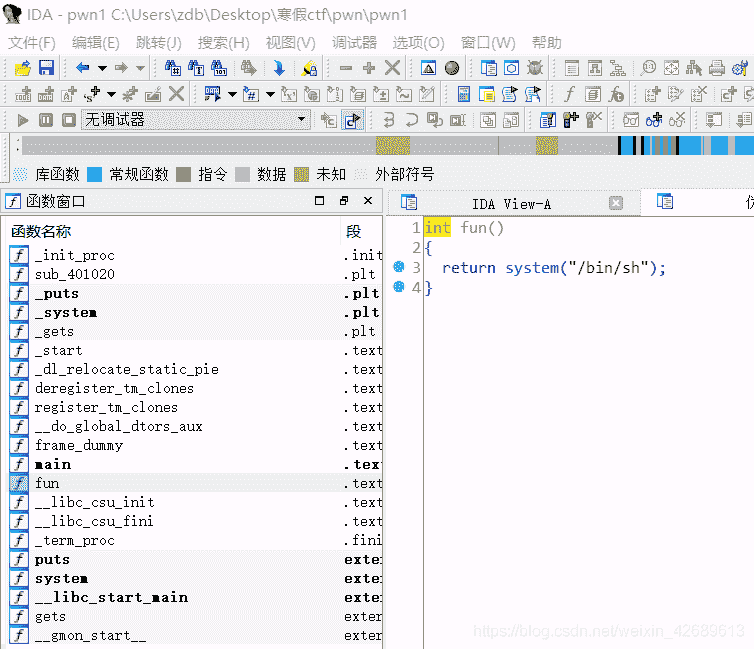 IDA - pwn1 C:\Users\zdb\Desktop\寒假ctf\pwn\pwn1
文件(F) 编辑(E) 跳转(J) 搜索(H) 视图(V) 调试器 选项(O) 窗口(W) 帮助
无调试器
库函数 常规函数 指令 数据 未知 外部符号
函数窗口
IDA View-A
函数名称 段
_init_proc .init
sub_401020 .plt
_puts .plt
_system .plt
_gets .plt
_start .text
_dl_relocate_static_pie .text
deregister_tm_clones .text
register_tm_clones .text
__do_global_dtors_aux .text
frame_dummy .text
main .text
fun .text
__libc_csu_init .text
__libc_csu_fini .text
_term_proc .fini
puts exter
system exter
__libc_start_main exter
gets exter
__gmon_start__ exter
1 int fun()
2 {
3 return system("/bin/sh");
4 }
https://blog.csdn.net/weixin_42689613